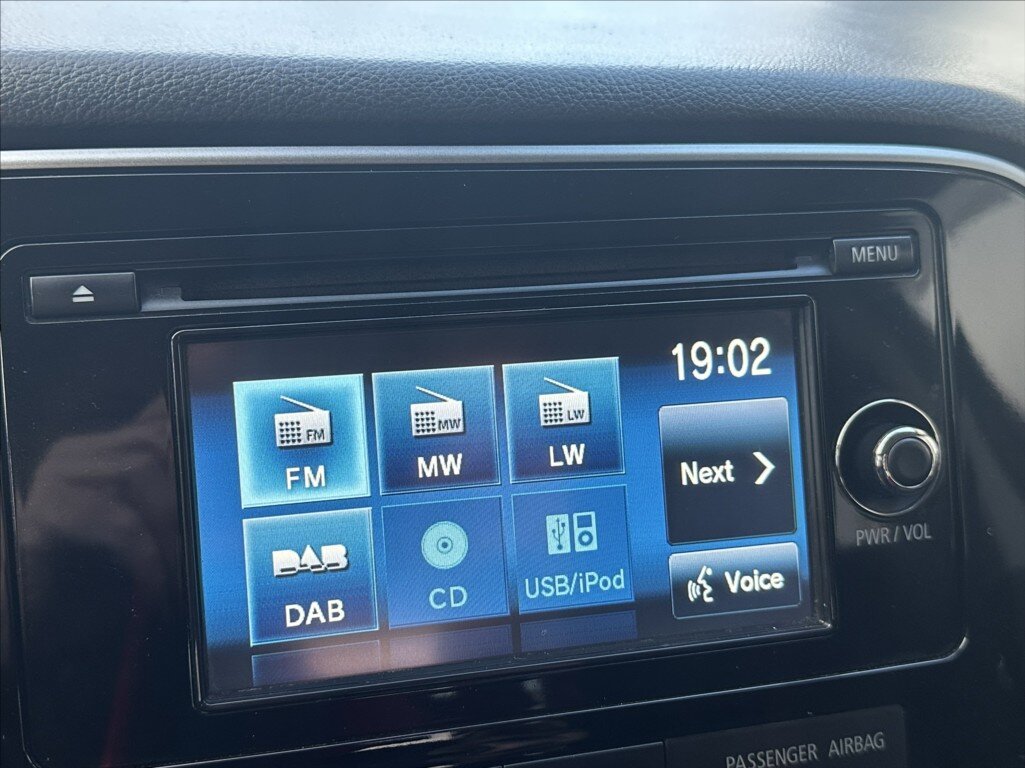 MENU
19:02
FM
FM
MW
MW
LW
LW
Next
DAB
DAB
CD
USB/iPod
Voice
PWR / VOL
PASSENGER AIRBAG